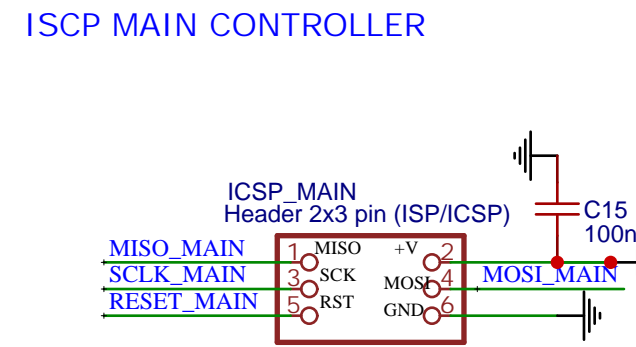 ISCP MAIN CONTROLLER
ICSP_MAIN
Header 2x3 pin (ISP/ICSP)
C15
100n
MISO_MAIN 1 MISO +V 2
SCLK_MAIN 3 SCK MOSI 4 MOSI_MAIN
RESET_MAIN 5 RST GND 6